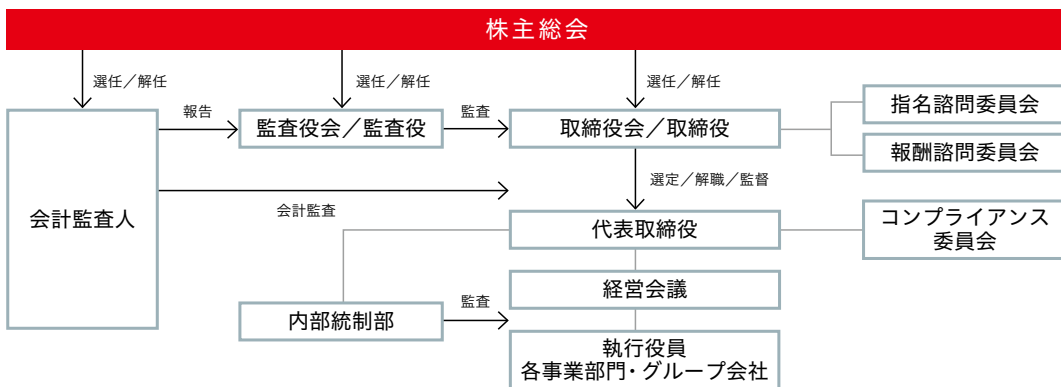 株主総会
選任／解任
選任／解任
選任／解任
会計監査人
報告
監査役会／監査役
監査
取締役会／取締役
指名諮問委員会
報酬諮問委員会
選定／解職／監督
会計監査
代表取締役
コンプライアンス
委員会
経営会議
内部統制部
監査
執行役員
各事業部門・グループ会社